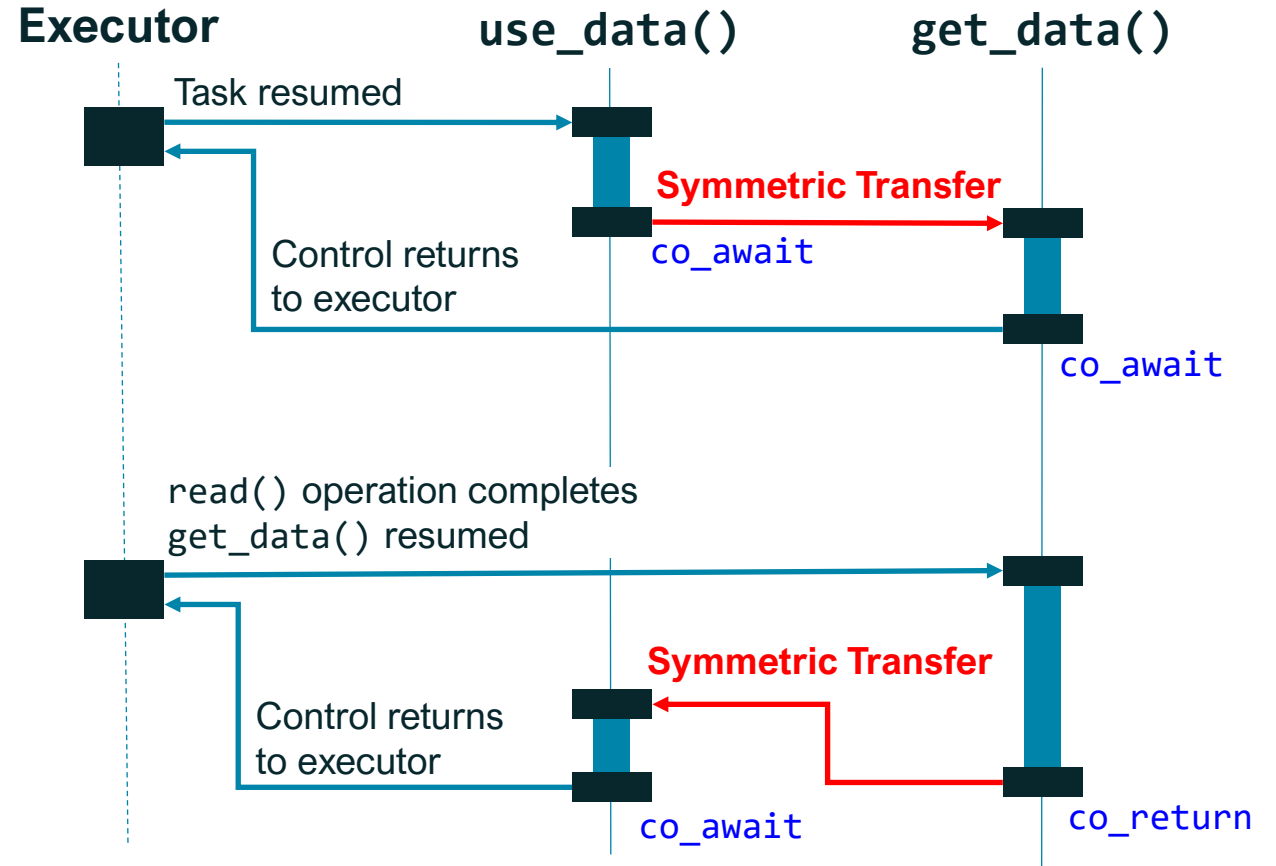 Executor
use_data()
get_data()
Task resumed
Symmetric Transfer
co_await
Control returns
to executor
co_await
read() operation completes
get_data() resumed
Symmetric Transfer
Control returns
to executor
co_await
co_return